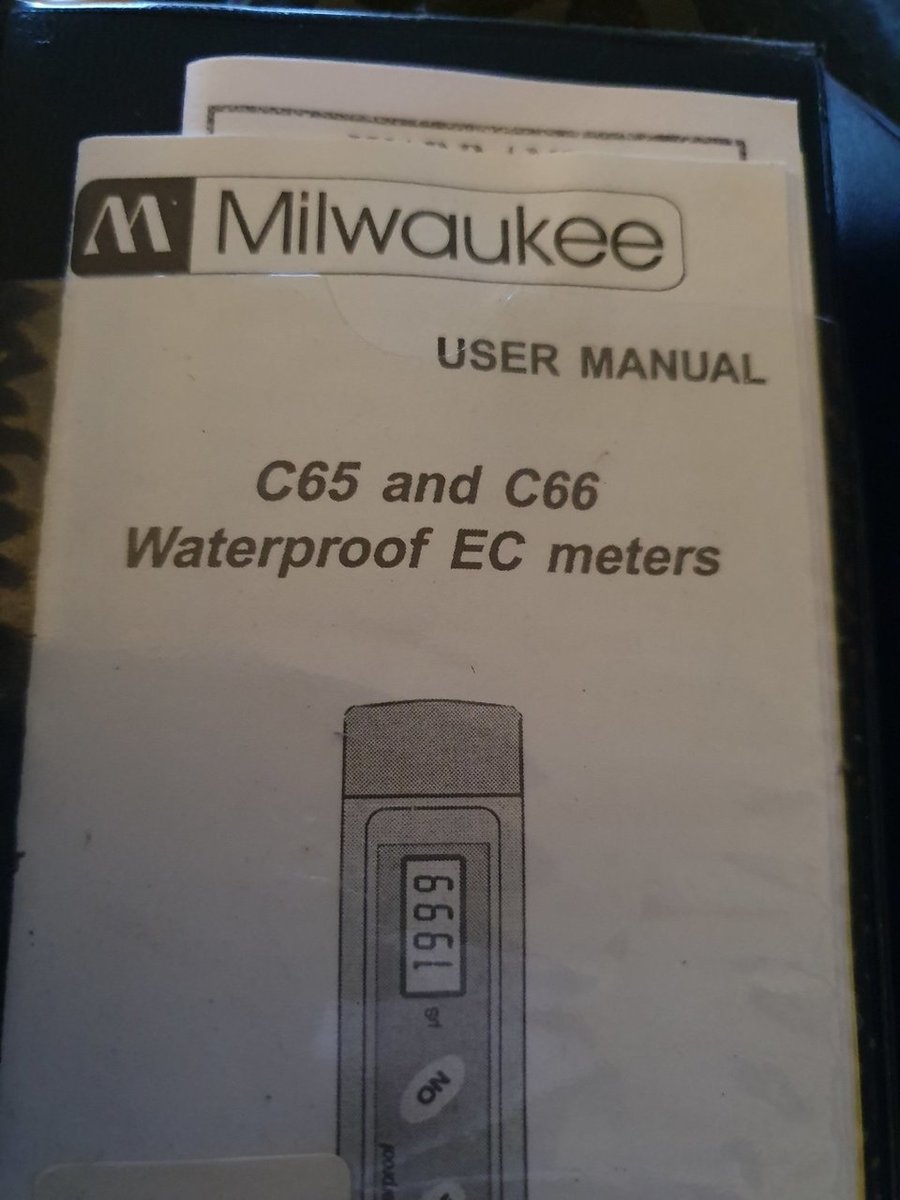 Milwaukee
USER MANUAL
C65 and C66
Waterproof EC meters
1999
ON